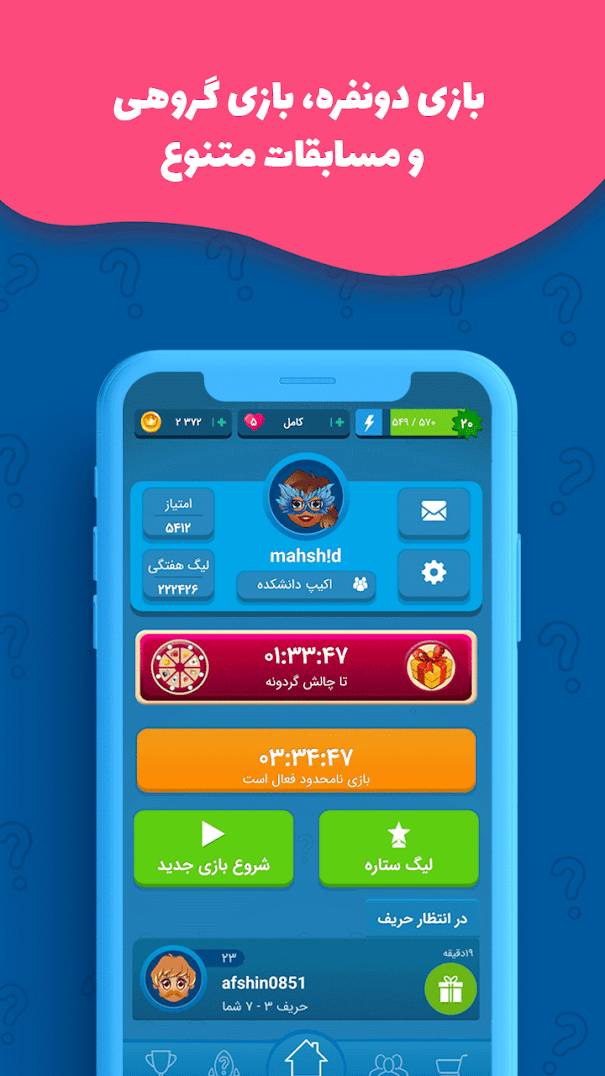 بازی دونفره، بازی گروهی
و مسابقات متنوع
۲ ۳۷۲
۵
کامل
۵۴۹ / ۵۷۰
۲۰
امتیاز
۵۴۱۲
لیگ هفتگی
۲۲۲۴۲۶
mahsh!d
اکیپ دانشکده
۰۱:۳۳:۴۷
تا چالش گردونه
۰۳:۳۴:۴۷
بازی نامحدود فعال است
شروع بازی جدید
لیگ ستاره
در انتظار حریف
۱۹دقیقه
۲۳
afshin0851
حریف ۳ - ۷ شما